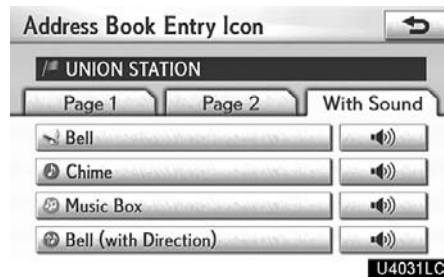 Address Book Entry Icon
UNION STATION
Page 1 Page 2 With Sound
Bell
Chime
Music Box
Bell (with Direction)
U4031LC